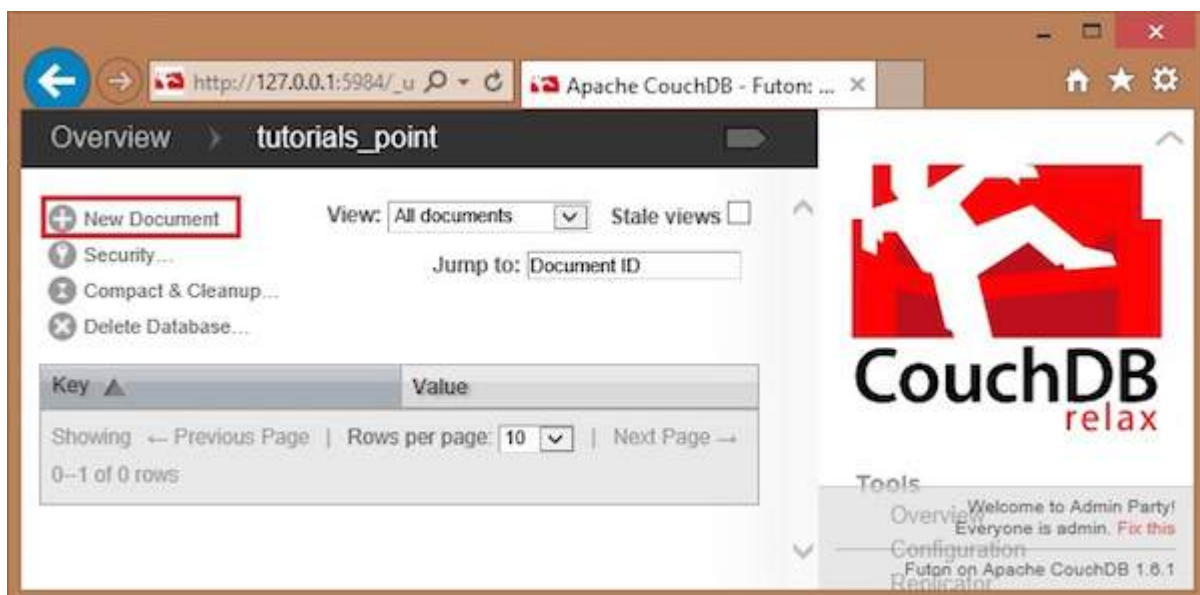 http://127.0.0.1:5984/_u
Apache CouchDB - Futon: ...
Overview
tutorials_point
New Document
View: All documents
Stale views
Security...
Jump to: Document ID
Compact & Cleanup...
Delete Database...
Key
Value
Showing ← Previous Page | Rows per page: 10 | Next Page →
0–1 of 0 rows
CouchDB
relax
Tools
Overview
Welcome to Admin Party!
Everyone is admin. Fix this
Configuration
Futon on Apache CouchDB 1.6.1
Replicator